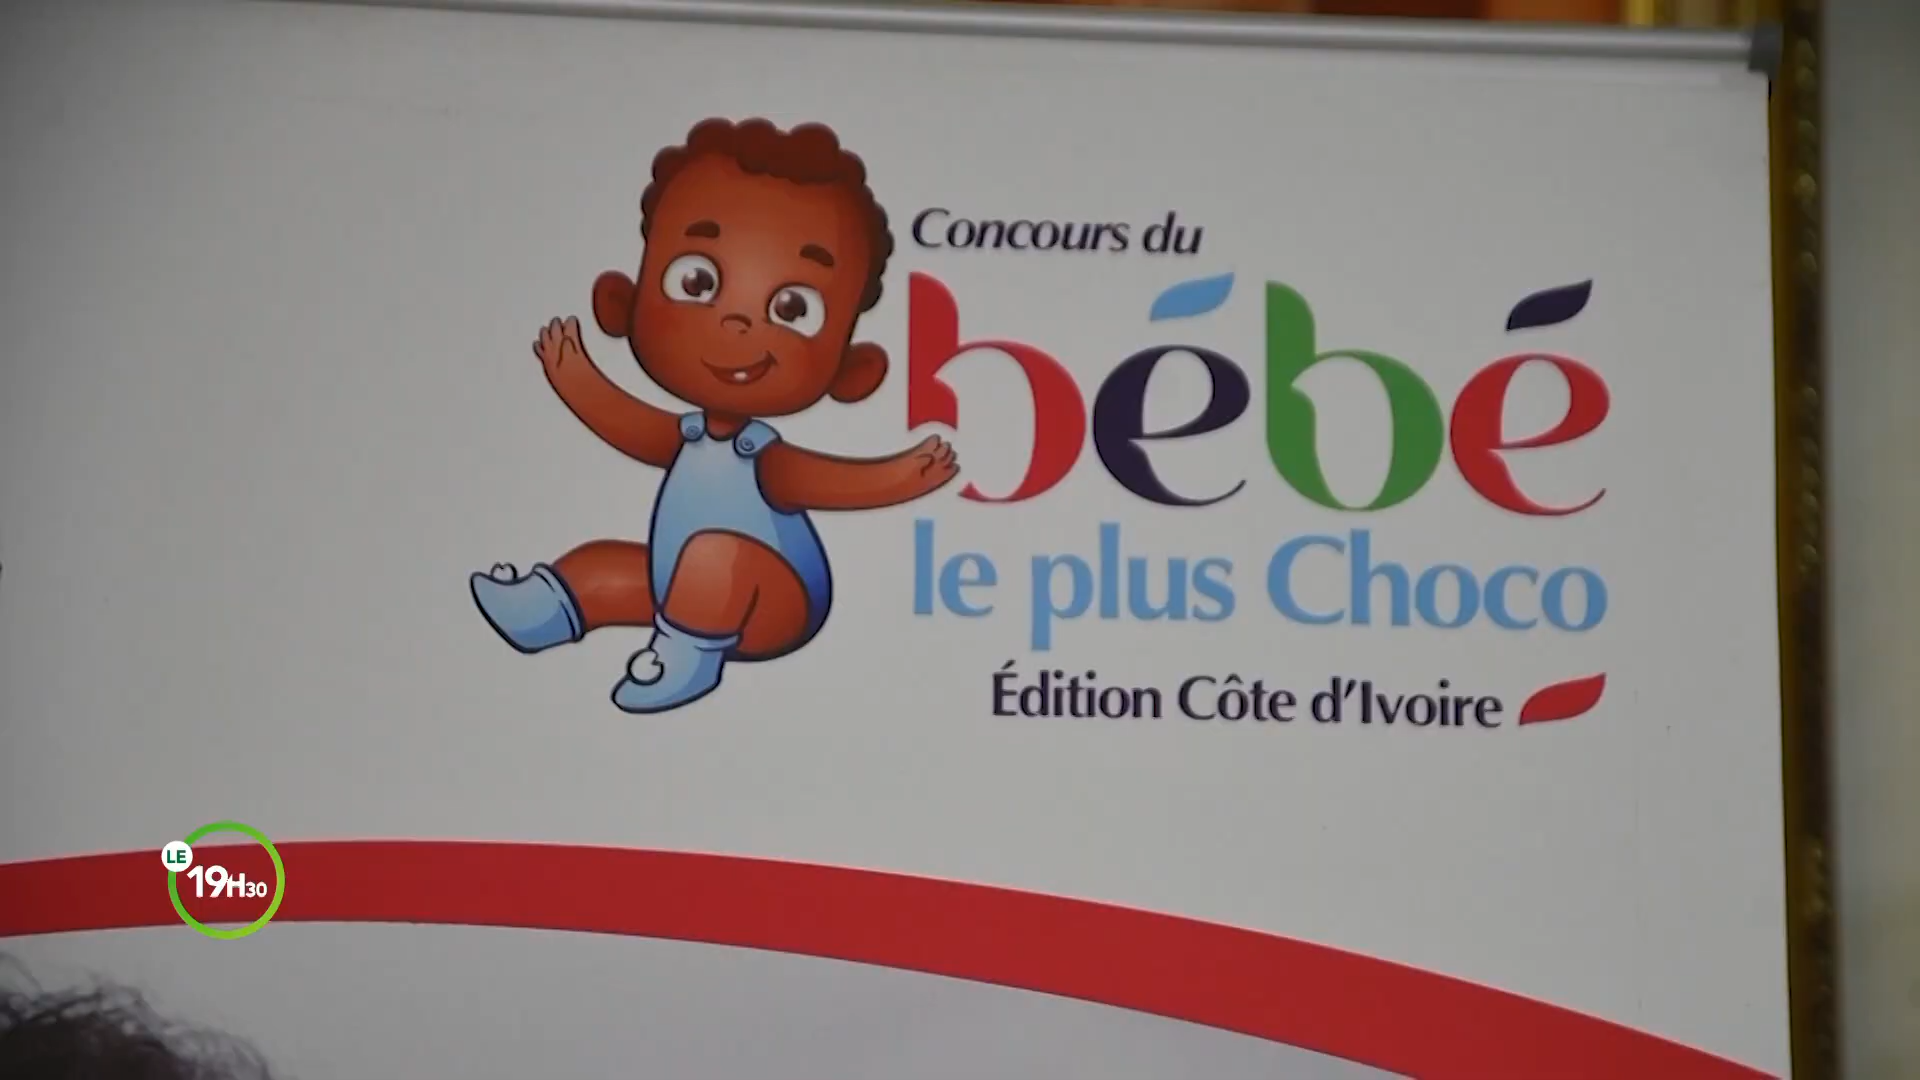 Concours du
bébé
le plus Choco
Édition Côte d'Ivoire
LE
19H30